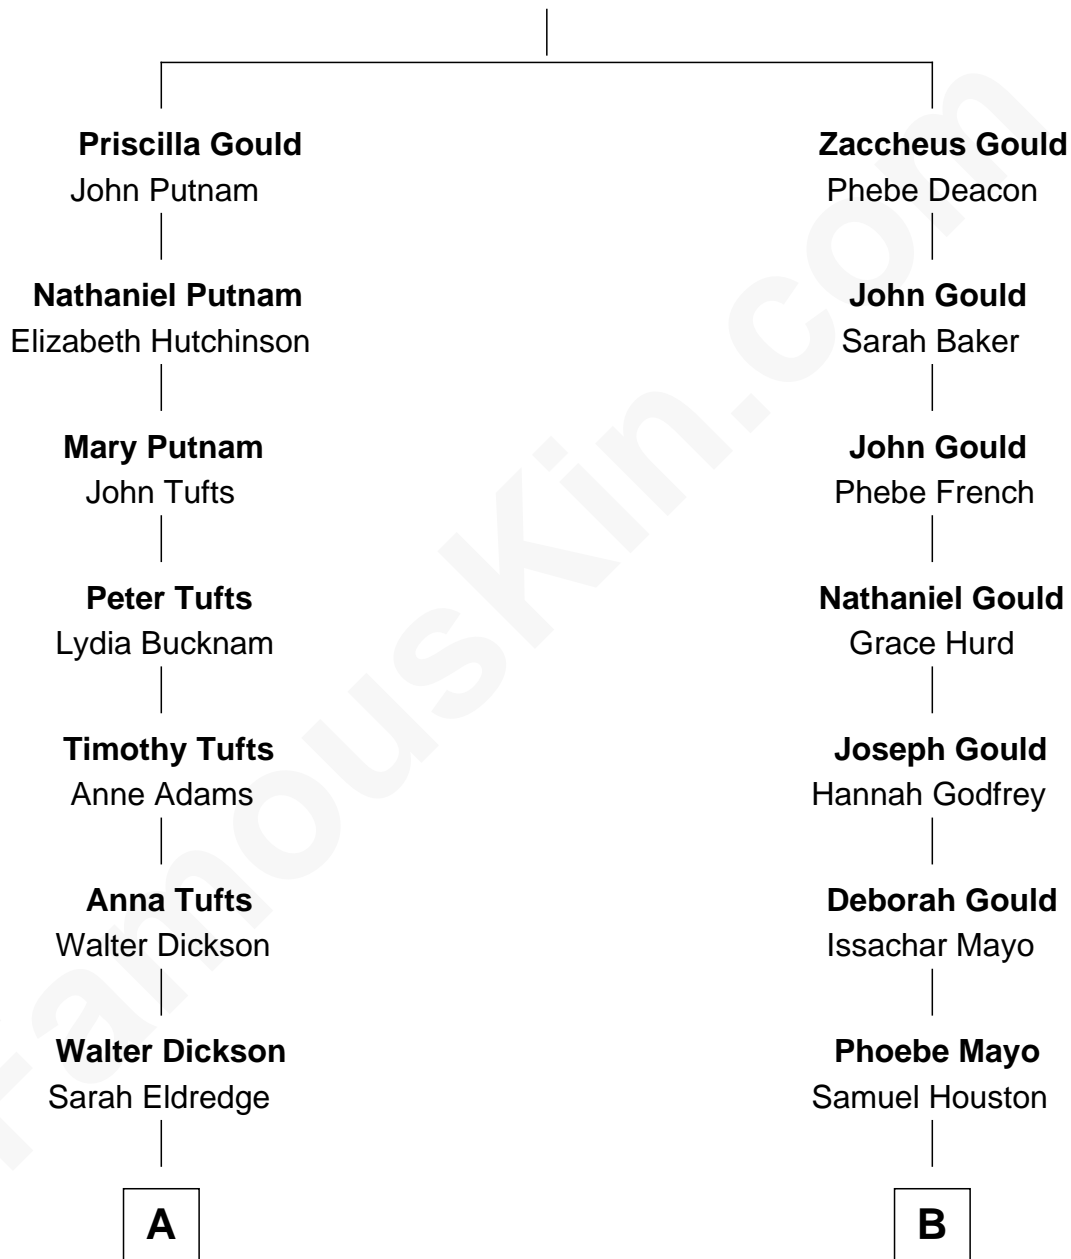 Priscilla Gould
John Putnam
Nathaniel Putnam
Elizabeth Hutchinson
Mary Putnam
John Tufts
Peter Tufts
Lydia Bucknam
Timothy Tufts
Anne Adams
Anna Tufts
Walter Dickson
Walter Dickson
Sarah Eldredge
A
Zaccheus Gould
Phebe Deacon
John Gould
Sarah Baker
John Gould
Phebe French
Nathaniel Gould
Grace Hurd
Joseph Gould
Hannah Godfrey
Deborah Gould
Issachar Mayo
Phoebe Mayo
Samuel Houston
B
FamousKin.com